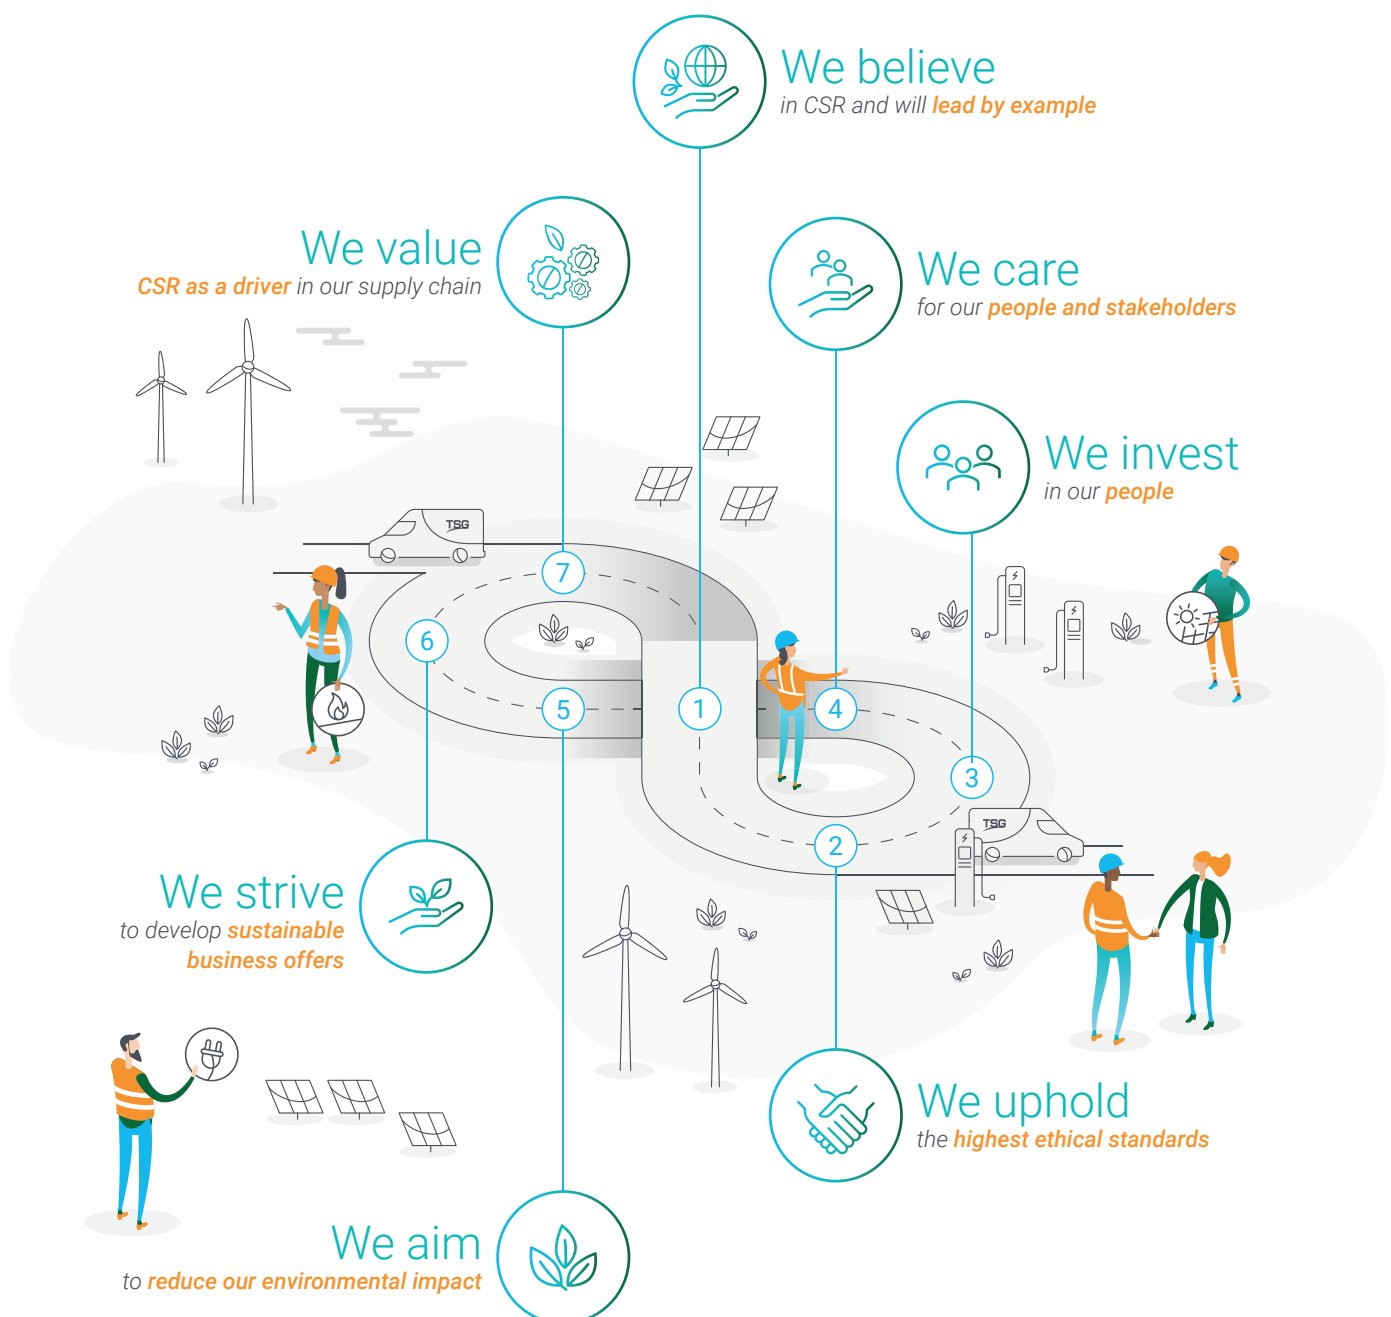 We believe
in CSR and will lead by example
We value
CSR as a driver in our supply chain
We care
for our people and stakeholders
We invest
in our people
TSG
7
6
5
1
4
3
2
TSG
We strive
to develop sustainable
business offers
We uphold
the highest ethical standards
We aim
to reduce our environmental impact